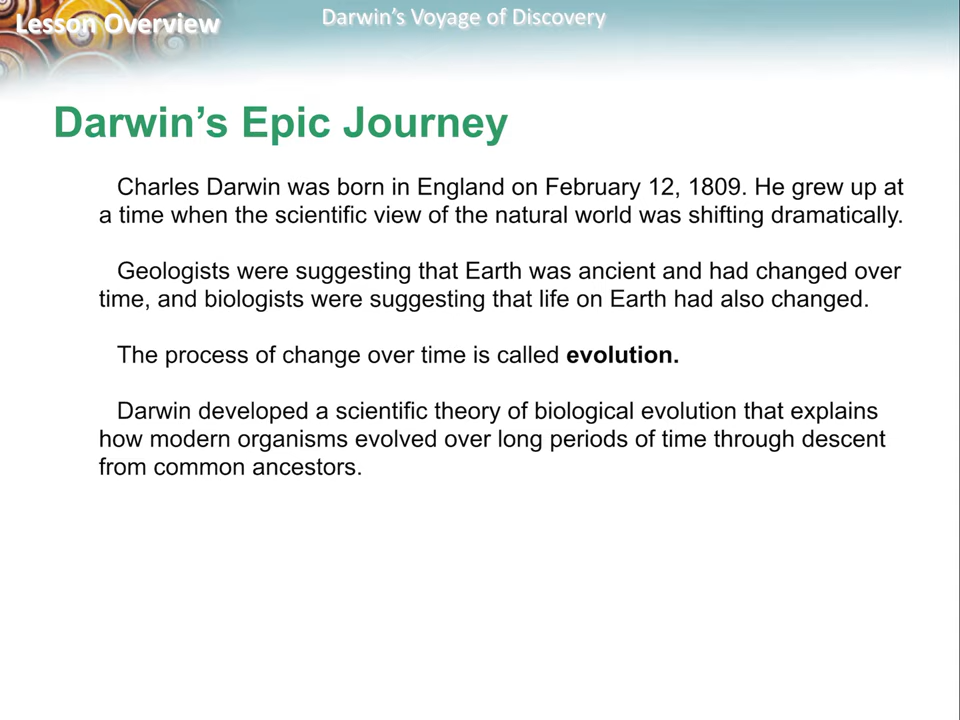 Lesson Overview
Darwin’s Voyage of Discovery
Darwin’s Epic Journey
Charles Darwin was born in England on February 12, 1809. He grew up at
a time when the scientific view of the natural world was shifting dramatically.
Geologists were suggesting that Earth was ancient and had changed over
time, and biologists were suggesting that life on Earth had also changed.
The process of change over time is called evolution.
Darwin developed a scientific theory of biological evolution that explains
how modern organisms evolved over long periods of time through descent
from common ancestors.